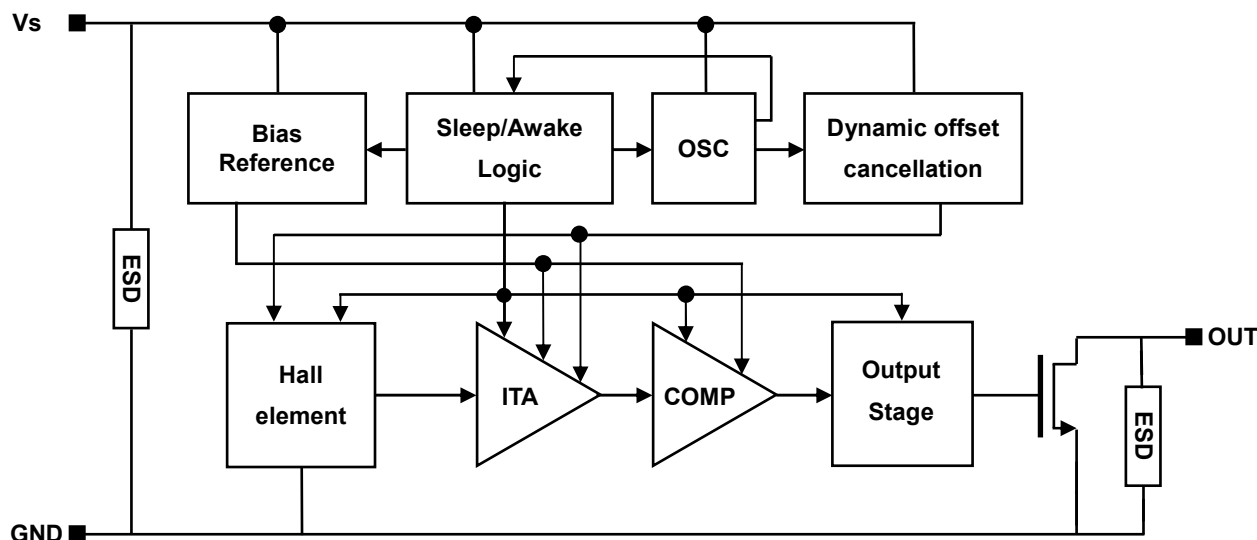 Vs
Bias
Reference
Sleep/Awake
Logic
OSC
Dynamic offset
cancellation
ESD
Hall
element
ITA
COMP
Output
Stage
OUT
ESD
GND